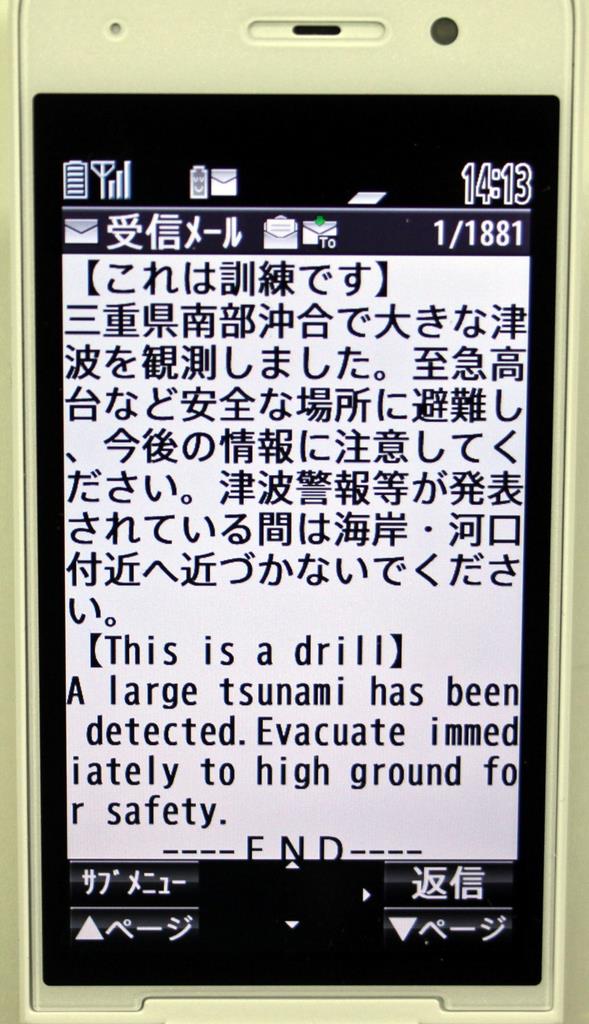 14:13
受信ﾒｰﾙ TO 1/1881
【これは訓練です】
三重県南部沖合で大きな津
波を観測しました。至急高
台など安全な場所に避難し
、今後の情報に注意してく
ださい。津波警報等が発表
されている間は海岸・河口
付近へ近づかないでくださ
い。
【This is a drill】
A large tsunami has been
detected.Evacuate immed
iately to high ground fo
r safety.
----END----
ｻﾌﾞﾒﾆｭｰ 返信
▲ページ ▼ページ